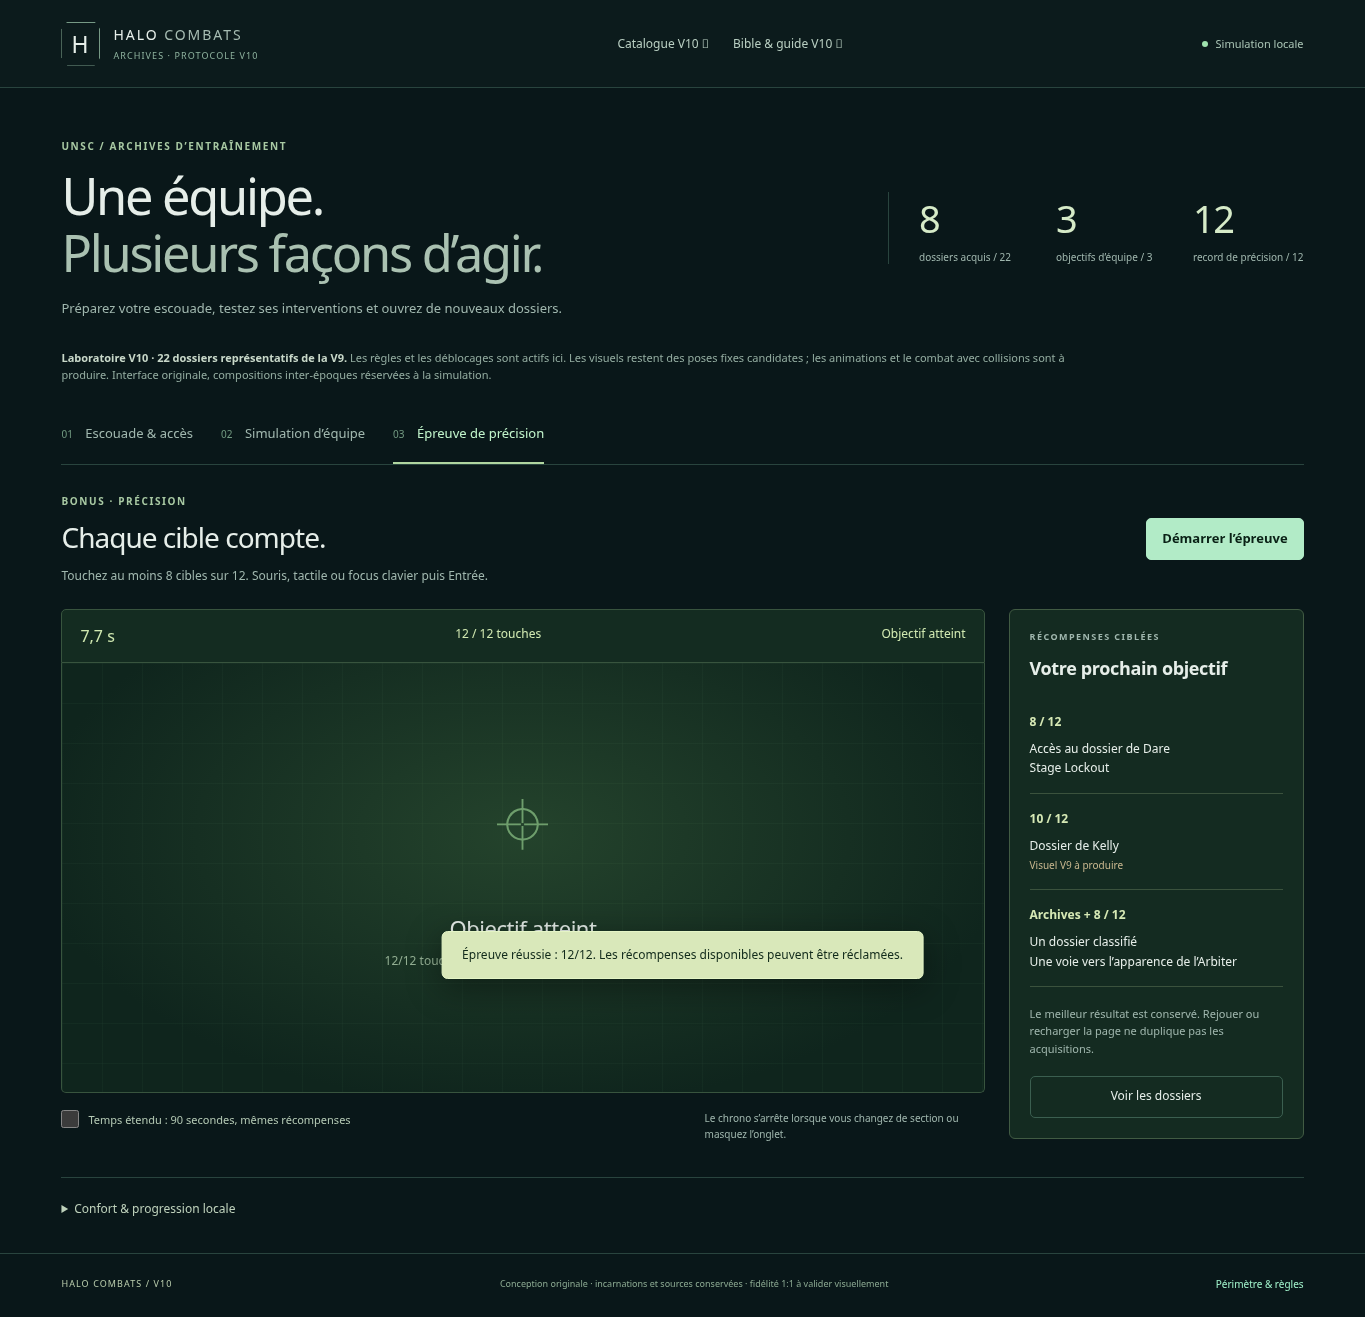 H
HALO COMBATS
ARCHIVES · PROTOCOLE V10
Catalogue V10
Bible & guide V10
Simulation locale
UNSC / ARCHIVES D’ENTRAÎNEMENT
Une équipe.
Plusieurs façons d’agir.
Préparez votre escouade, testez ses interventions et ouvrez de nouveaux dossiers.
8
dossiers acquis / 22
3
objectifs d’équipe / 3
12
record de précision / 12
Laboratoire V10 · 22 dossiers représentatifs de la V9. Les règles et les déblocages sont actifs ici. Les visuels restent des poses fixes candidates ; les animations et le combat avec collisions sont à
produire. Interface originale, compositions inter-époques réservées à la simulation.
01 Escouade & accès
02 Simulation d’équipe
03 Épreuve de précision
BONUS · PRÉCISION
Chaque cible compte.
Touchez au moins 8 cibles sur 12. Souris, tactile ou focus clavier puis Entrée.
Démarrer l’épreuve
7,7 s
12 / 12 touches
Objectif atteint
Objectif atteint
12/12
Épreuve réussie : 12/12. Les récompenses disponibles peuvent être réclamées.
Temps étendu : 90 secondes, mêmes récompenses
Le chrono s’arrête lorsque vous changez de section ou
masquez l’onglet.
RÉCOMPENSES CIBLÉES
Votre prochain objectif
8 / 12
Accès au dossier de Dare
Stage Lockout
10 / 12
Dossier de Kelly
Visuel V9 à produire
Archives + 8 / 12
Un dossier classifié
Une voie vers l’apparence de l’Arbiter
Le meilleur résultat est conservé. Rejouer ou
recharger la page ne duplique pas les
acquisitions.
Voir les dossiers
Confort & progression locale
HALO COMBATS / V10
Conception originale · incarnations et sources conservées · fidélité 1:1 à valider visuellement
Périmètre & règles